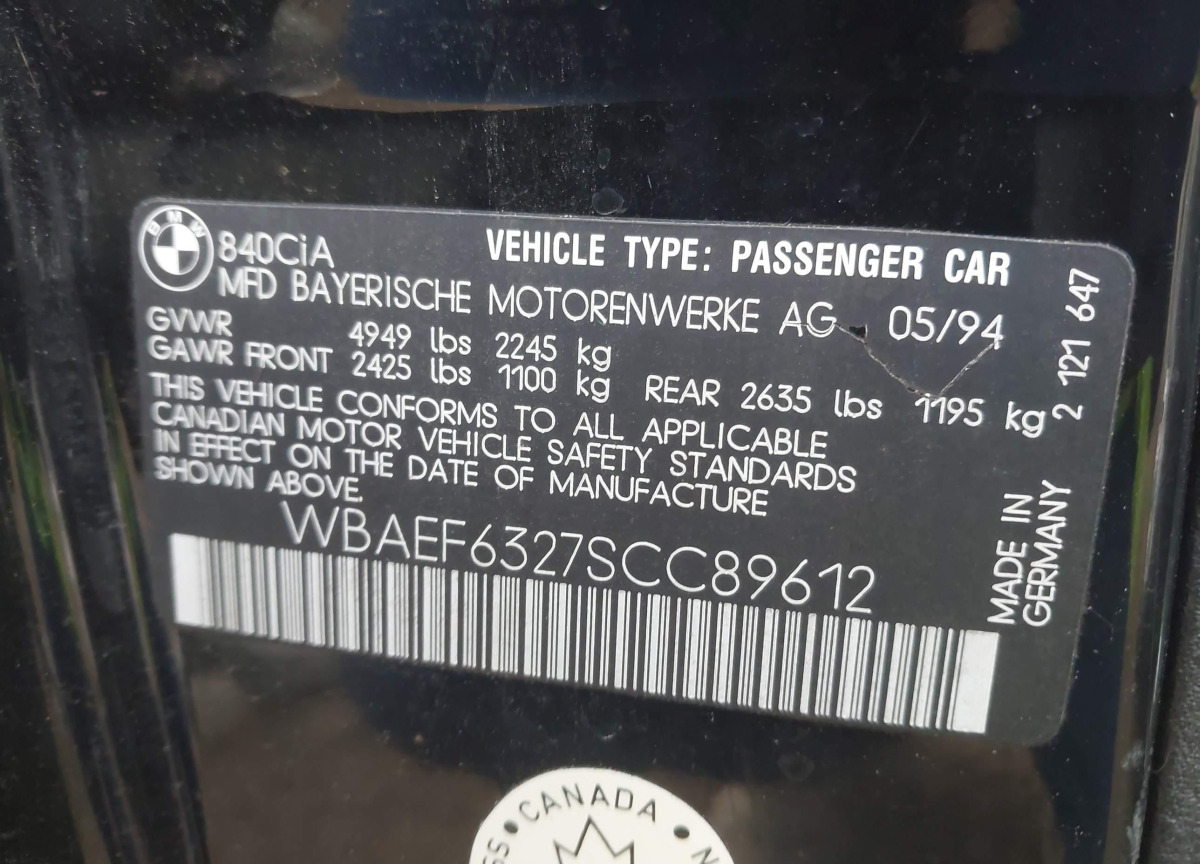 BMW
840CiA
VEHICLE TYPE: PASSENGER CAR
MFD BAYERISCHE MOTORENWERKE AG 05/94
GVWR 4949 lbs 2245 kg
GAWR FRONT 2425 lbs 1100 kg REAR 2635 lbs 1195 kg
THIS VEHICLE CONFORMS TO ALL APPLICABLE
CANADIAN MOTOR VEHICLE SAFETY STANDARDS
IN EFFECT ON THE DATE OF MANUFACTURE
SHOWN ABOVE.
WBAEF6327SCC89612
2 121 647
MADE IN
GERMANY
CANADA